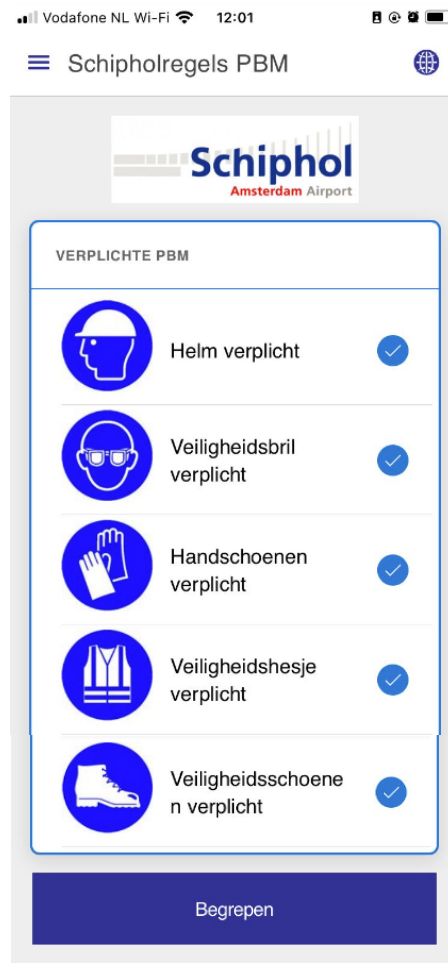 Vodafone NL Wi-Fi 12:01
Schipholregels PBM
Schiphol
Amsterdam Airport
VERPLICHTE PBM
Helm verplicht
Veiligheidsbril
verplicht
Handschoenen
verplicht
Veiligheidshesje
verplicht
Veiligheidsschoene
n verplicht
Begrepen